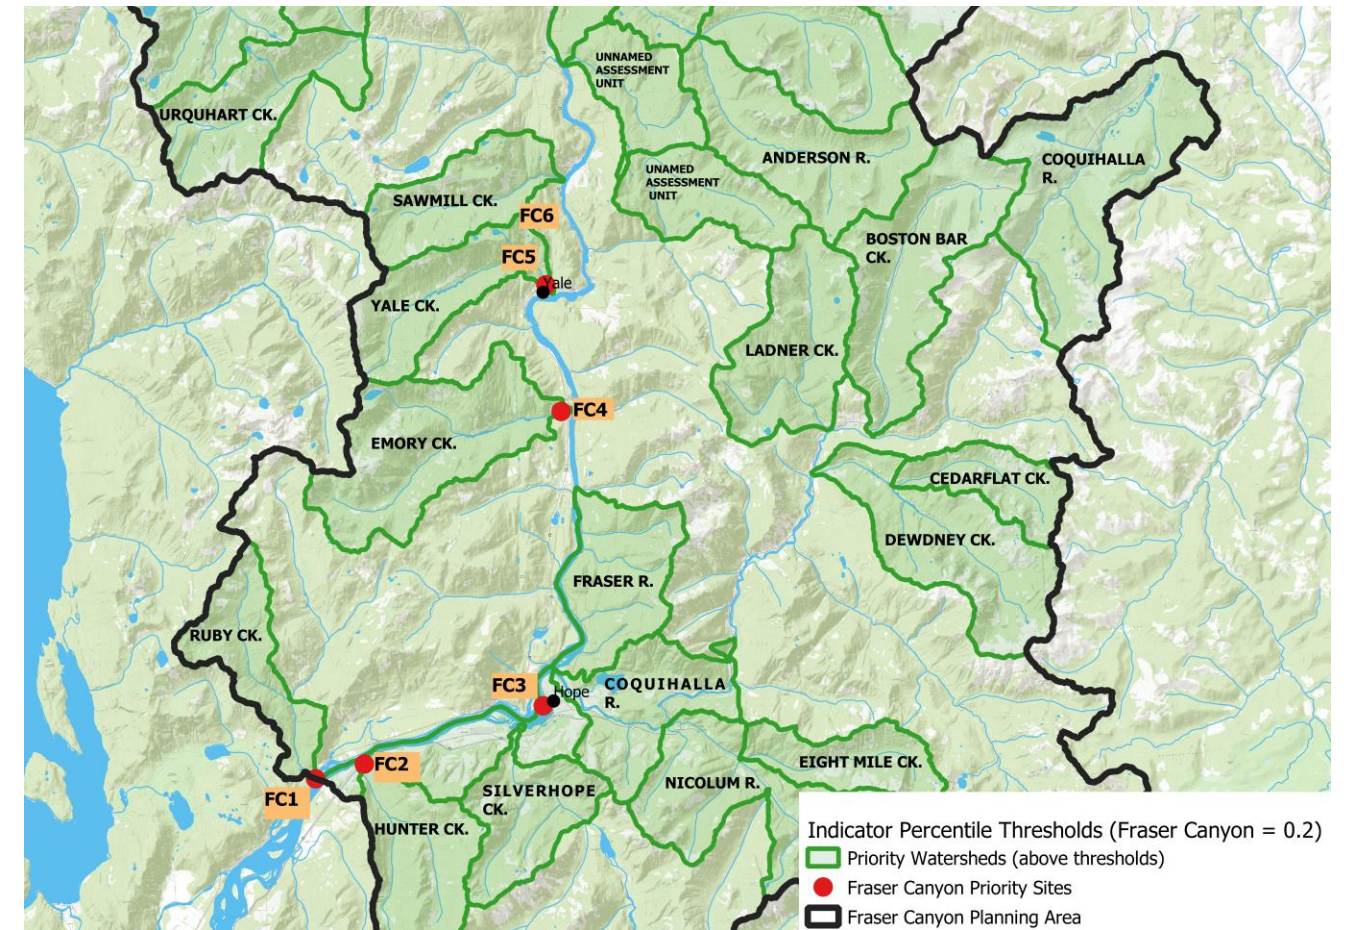 UNNAMED
ASSESSMENT
UNIT
URQUHART CK.
ANDERSON R.
COQUIHALLA
R.
UNAMED
ASSESSMENT
UNIT
SAWMILL CK.
FC6
BOSTON BAR
CK.
FC5
Yale
YALE CK.
LADNER CK.
FC4
EMORY CK.
CEDARFLAT CK.
DEWDNEY CK.
FRASER R.
RUBY CK.
FC3
Hope
COQUIHALLA
R.
FC2
EIGHT MILE CK.
NICOLUM R.
FC1
SILVERHOPE
CK.
HUNTER CK.
Indicator Percentile Thresholds (Fraser Canyon = 0.2)
Priority Watersheds (above thresholds)
Fraser Canyon Priority Sites
Fraser Canyon Planning Area